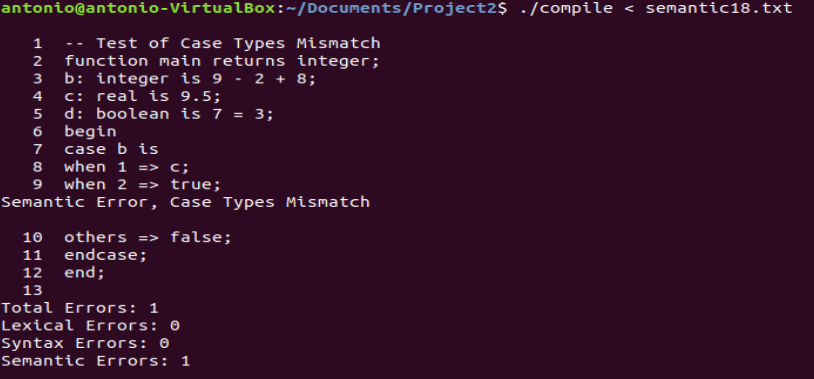 antonio@antonio-VirtualBox:~/Documents/Project2$ ./compile < semantic18.txt
1 -- Test of Case Types Mismatch
2 function main returns integer;
3 b: integer is 9 - 2 + 8;
4 c: real is 9.5;
5 d: boolean is 7 = 3;
6 begin
7 case b is
8 when 1 => c;
9 when 2 => true;
Semantic Error, Case Types Mismatch
10 others => false;
11 endcase;
12 end;
13
Total Errors: 1
Lexical Errors: 0
Syntax Errors: 0
Semantic Errors: 1